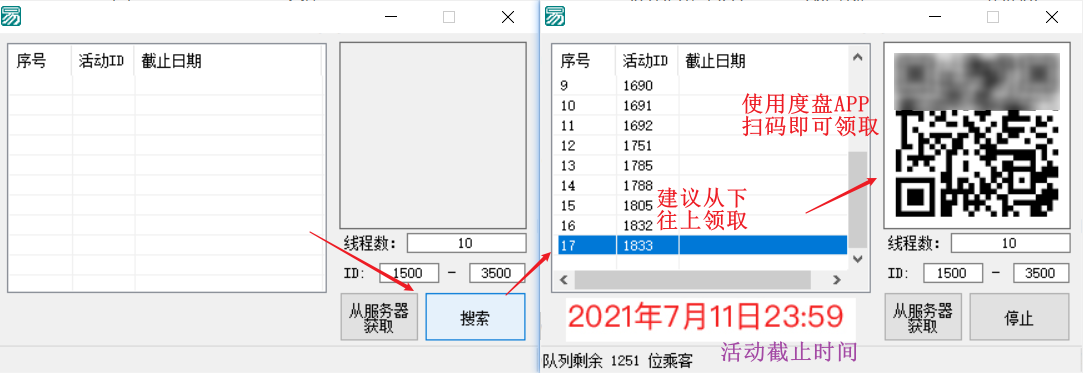 易
序号 活动ID 截止日期
线程数: 10
ID: 1500 - 3500
从服务器
获取
搜索
易
序号 活动ID 截止日期
9 1690
10 1691
11 1692
12 1751
13 1785
14 1788
15 1805
16 1832
17 1833
使用度盘APP
扫码即可领取
建议从下
往上领取
线程数: 10
ID: 1500 - 3500
从服务器
获取
停止
2021年7月11日23:59
活动截止时间
队列剩余 1251 位乘客